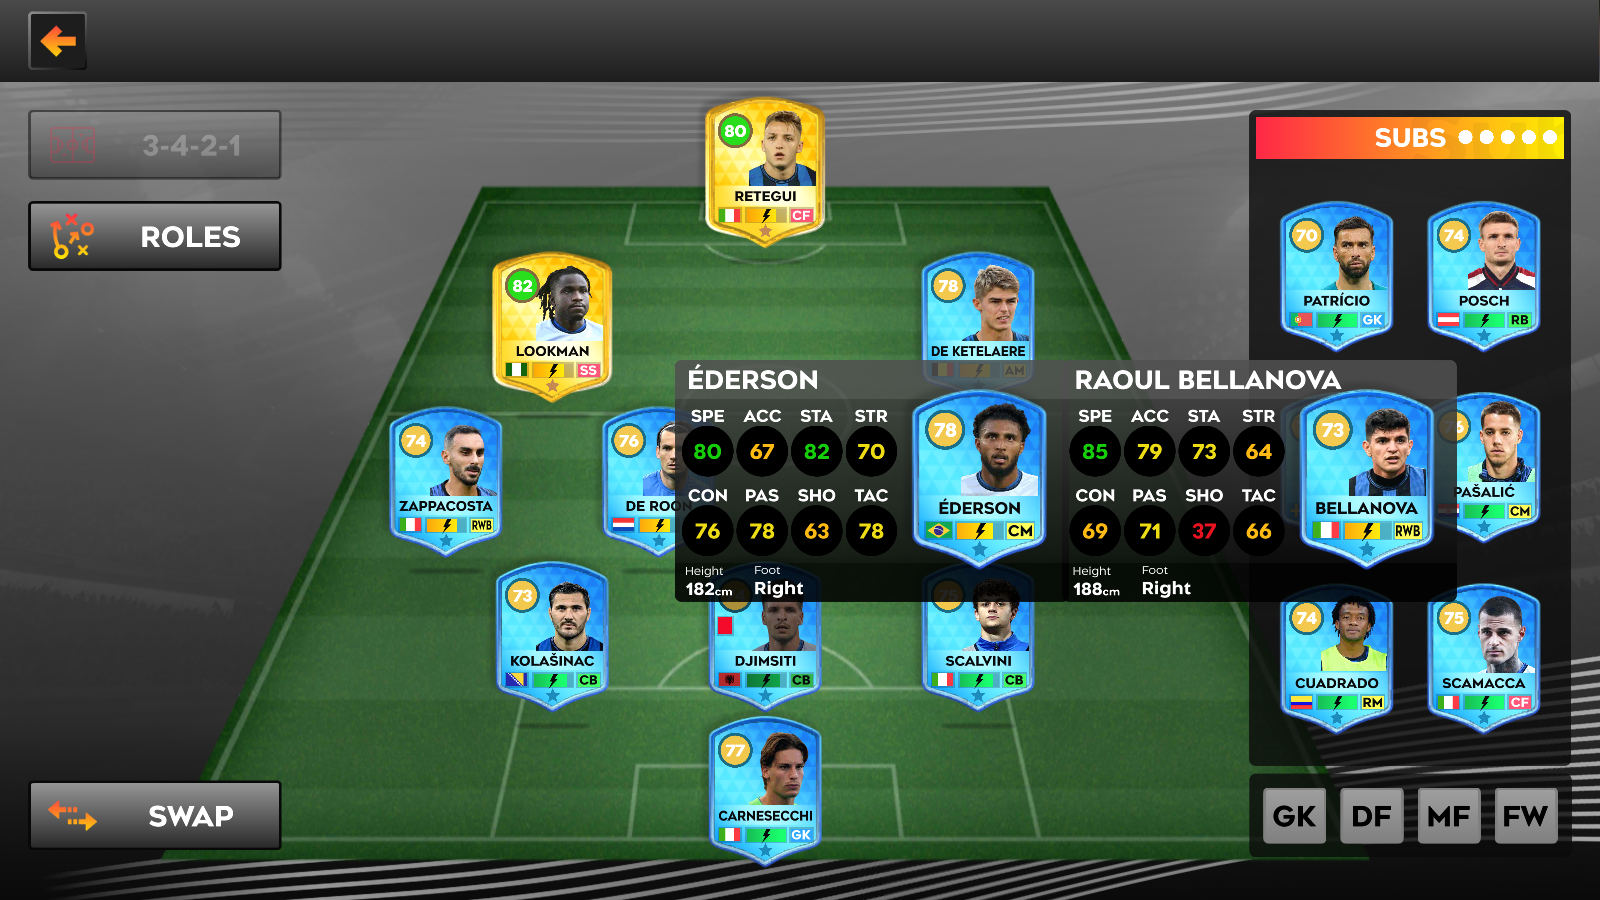 3-4-2-1
ROLES
SWAP
80
RETEGUI
CF
82
LOOKMAN
SS
78
DE KETELAERE
AM
74
ZAPPACOSTA
RWB
76
DE ROON
ÉDERSON
SPE ACC STA STR
80 67 82 70
CON PAS SHO TAC
76 78 63 78
Height Foot
182cm Right
78
ÉDERSON
CM
RAOUL BELLANOVA
SPE ACC STA STR
85 79 73 64
CON PAS SHO TAC
69 71 37 66
Height Foot
188cm Right
73
BELLANOVA
RWB
73
KOLAŠINAC
CB
DJIMSITI
CB
75
SCALVINI
CB
77
CARNESECCHI
GK
SUBS
70
PATRÍCIO
GK
74
POSCH
RB
PAŠALIĆ
CM
74
CUADRADO
RM
75
SCAMACCA
CF
GK DF MF FW